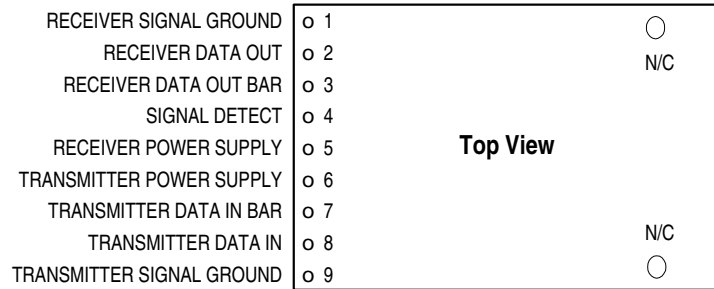 RECEIVER SIGNAL GROUND o 1
RECEIVER DATA OUT o 2
N/C
RECEIVER DATA OUT BAR o 3
SIGNAL DETECT o 4
RECEIVER POWER SUPPLY o 5
Top View
TRANSMITTER POWER SUPPLY o 6
TRANSMITTER DATA IN BAR o 7
TRANSMITTER DATA IN o 8
N/C
TRANSMITTER SIGNAL GROUND o 9